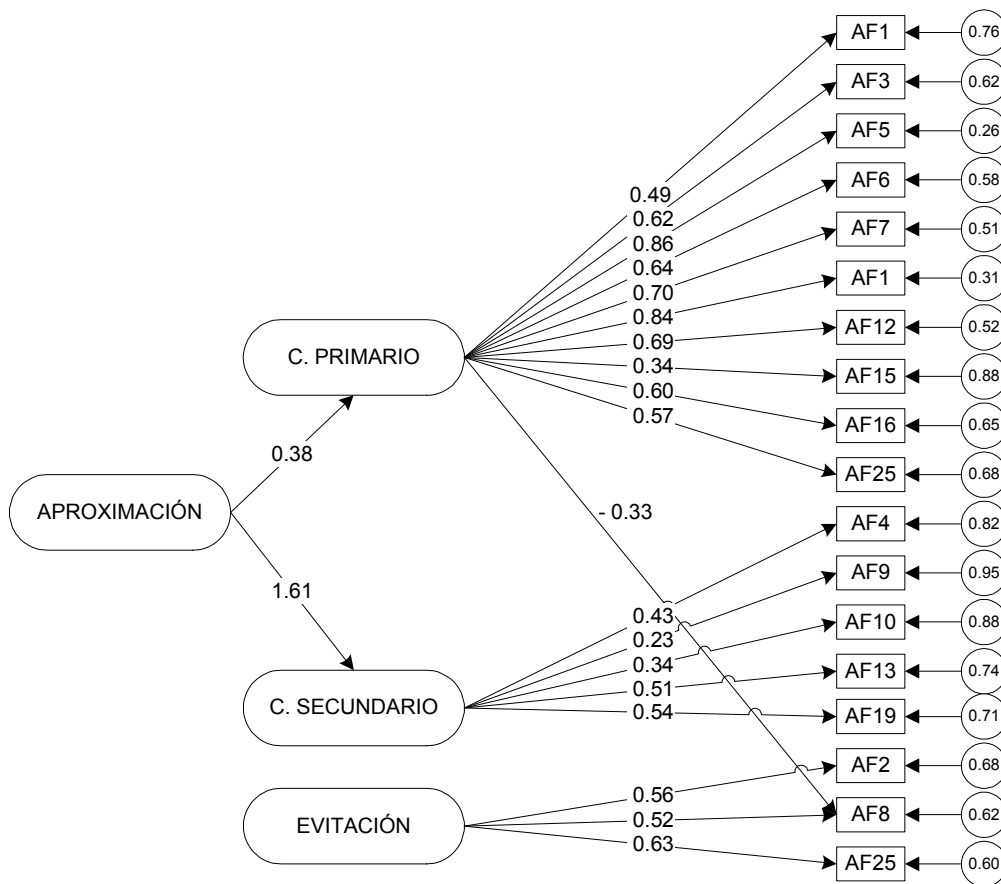 AF1 0.76
AF3 0.62
AF5 0.26
AF6 0.58
0.49
0.62
AF7 0.51
0.86
0.64
AF1 0.31
0.70
0.84
AF12 0.52
C. PRIMARIO
0.69
0.34
AF15 0.88
0.60
0.57
AF16 0.65
0.38
AF25 0.68
APROXIMACIÓN
- 0.33
AF4 0.82
AF9 0.95
1.61
0.43
AF10 0.88
0.23
0.34
0.51
AF13 0.74
C. SECUNDARIO
0.54
AF19 0.71
AF2 0.68
0.56
0.52
AF8 0.62
EVITACIÓN
0.63
AF25 0.60